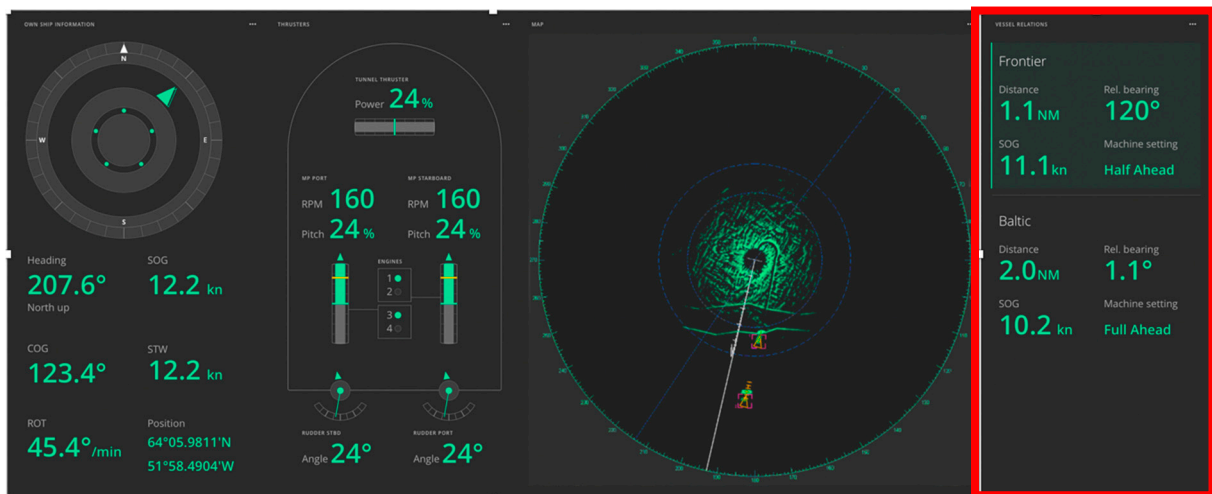 OWN SHIP INFORMATION
N
W
E
S
Heading
207.6°
North up
SOG
12.2 kn
COG
123.4°
STW
12.2 kn
ROT
45.4°/min
Position
64°05.9811'N
51°58.4904'W
THRUSTERS
TUNNEL THRUSTER
Power 24%
MP PORT
RPM 160
Pitch 24%
MP STARBOARD
RPM 160
Pitch 24%
ENGINES
1
2
3
4
RUDDER STBD
Angle 24°
RUDDER PORT
Angle 24°
MAP
VESSEL RELATIONS
Frontier
Distance
1.1NM
Rel. bearing
120°
SOG
11.1kn
Machine setting
Half Ahead
Baltic
Distance
2.0NM
Rel. bearing
1.1°
SOG
10.2 kn
Machine setting
Full Ahead